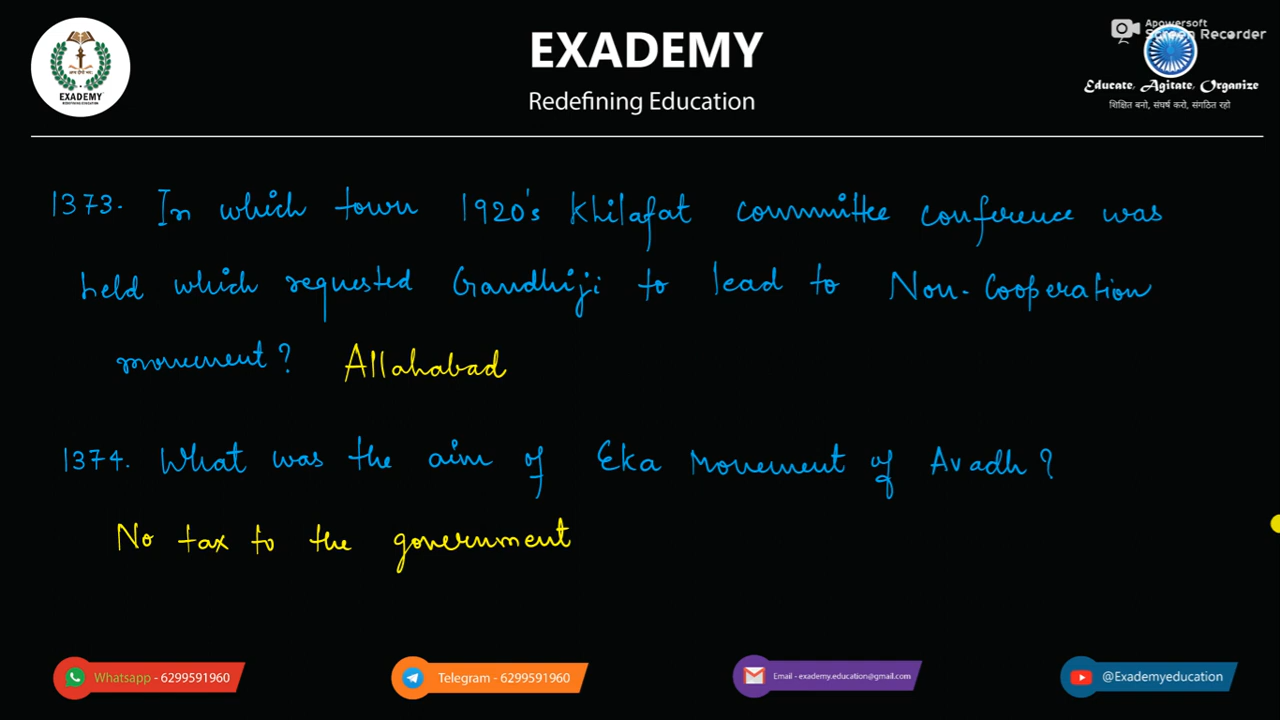 EXADEMY
Redefining Education
EXADEMY
REDEFINING EDUCATION
Apowersoft
Screen Recorder
Educate, Agitate, Organize
शिक्षित बनो, संघर्ष करो, संगठित रहो
1373. In which town 1920's Khilafat committee conference was
held which requested Gandhiji to lead to Non-Cooperation
movement? Allahabad
1374. What was the aim of Eka Movement of Avadh?
No tax to the government
Whatsapp - 6299591960
Telegram - 6299591960
Email - exademy.education@gmail.com
@Exademyeducation